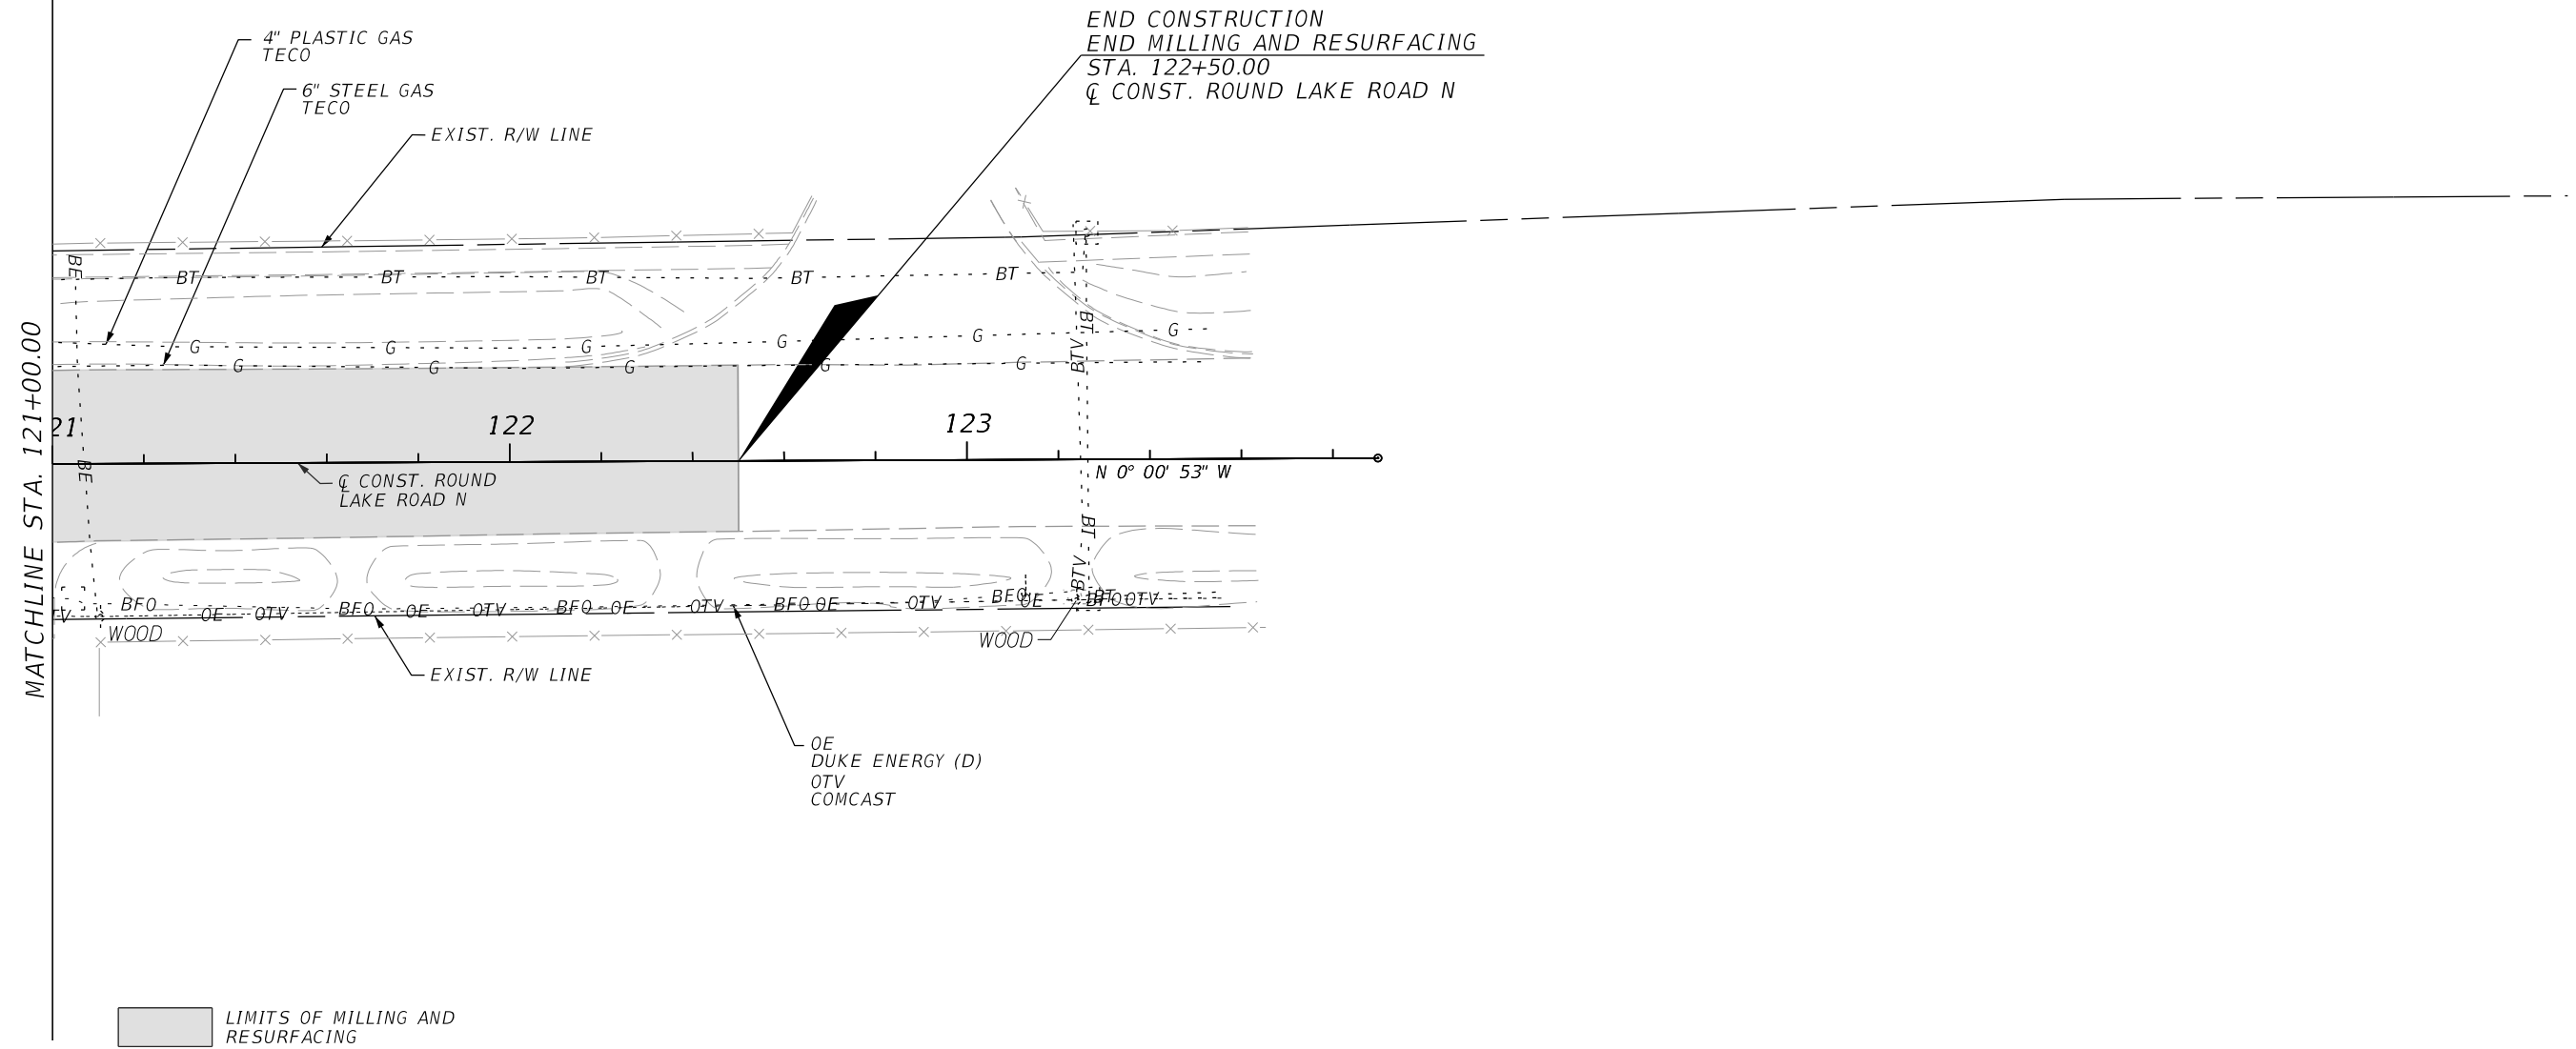 END CONSTRUCTION
END MILLING AND RESURFACING
STA. 122+50.00
℄ CONST. ROUND LAKE ROAD N
4" PLASTIC GAS
TECO
6" STEEL GAS
TECO
EXIST. R/W LINE
BE
BT BT BT BT BT
G G G G G G
BT
BTV
G G G G G
MATCHLINE STA. 121+00.00
21 122 123
BE
℄ CONST. ROUND
LAKE ROAD N
N 0° 00' 53" W
BT
BTV
TV BFO OE OTV BFO OE OTV BFO OE OTV BFO OE OTV BFO OE BT BFO OTV
WOOD
WOOD
EXIST. R/W LINE
OE
DUKE ENERGY (D)
OTV
COMCAST
LIMITS OF MILLING AND
RESURFACING